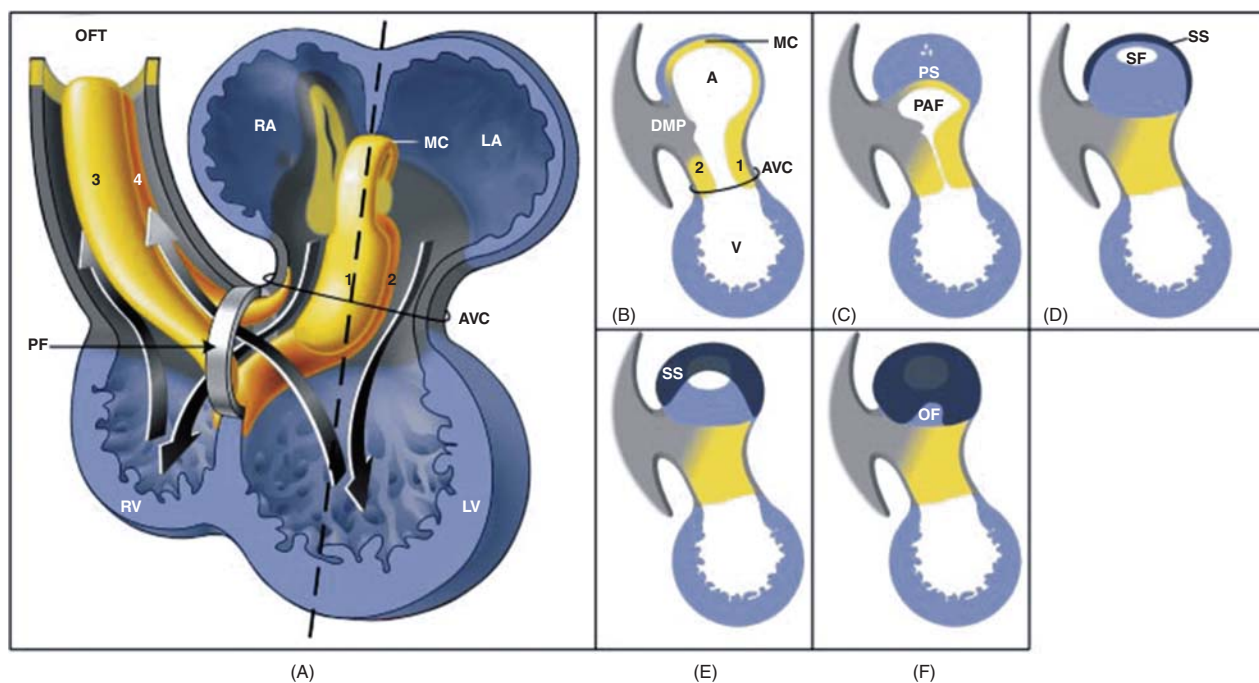 OFT
RA
LA
MC
3
4
1
2
AVC
PF
RV
LV
(A)
MC
A
DMP
2
1
AVC
V
(B)
PS
PAF
(C)
SS
SF
(D)
SS
(E)
OF
(F)